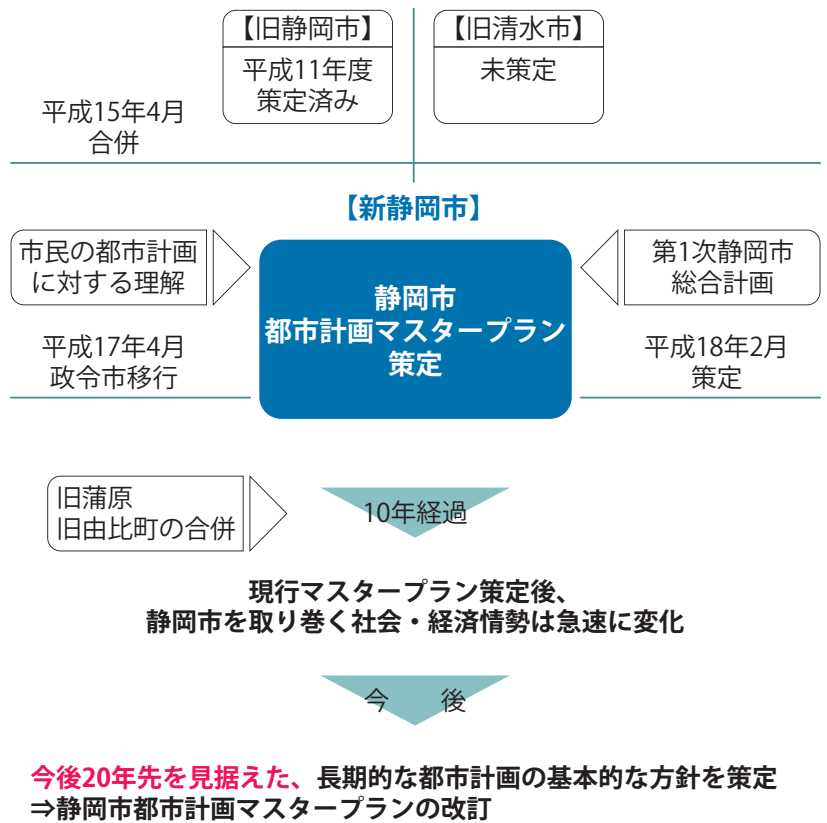 【旧静岡市】
平成11年度
策定済み
【旧清水市】
未策定
平成15年4月
合併
【新静岡市】
市民の都市計画
に対する理解
静岡市
都市計画マスタープラン
策定
第1次静岡市
総合計画
平成17年4月
政令市移行
平成18年2月
策定
旧蒲原
旧由比町の合併
10年経過
現行マスタープラン策定後、
静岡市を取り巻く社会・経済情勢は急速に変化
今　後
今後20年先を見据えた、長期的な都市計画の基本的な方針を策定
⇒静岡市都市計画マスタープランの改訂